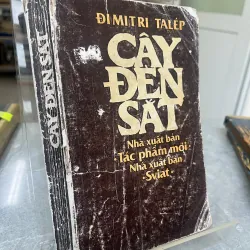 ĐIMITRI TALÉP
CÂY
ĐÈN
SẮT
Nhà xuất bản
·Tác phẩm mới·
Nhà xuất bản
·Sviat·
CÂY ĐÈN SẮT